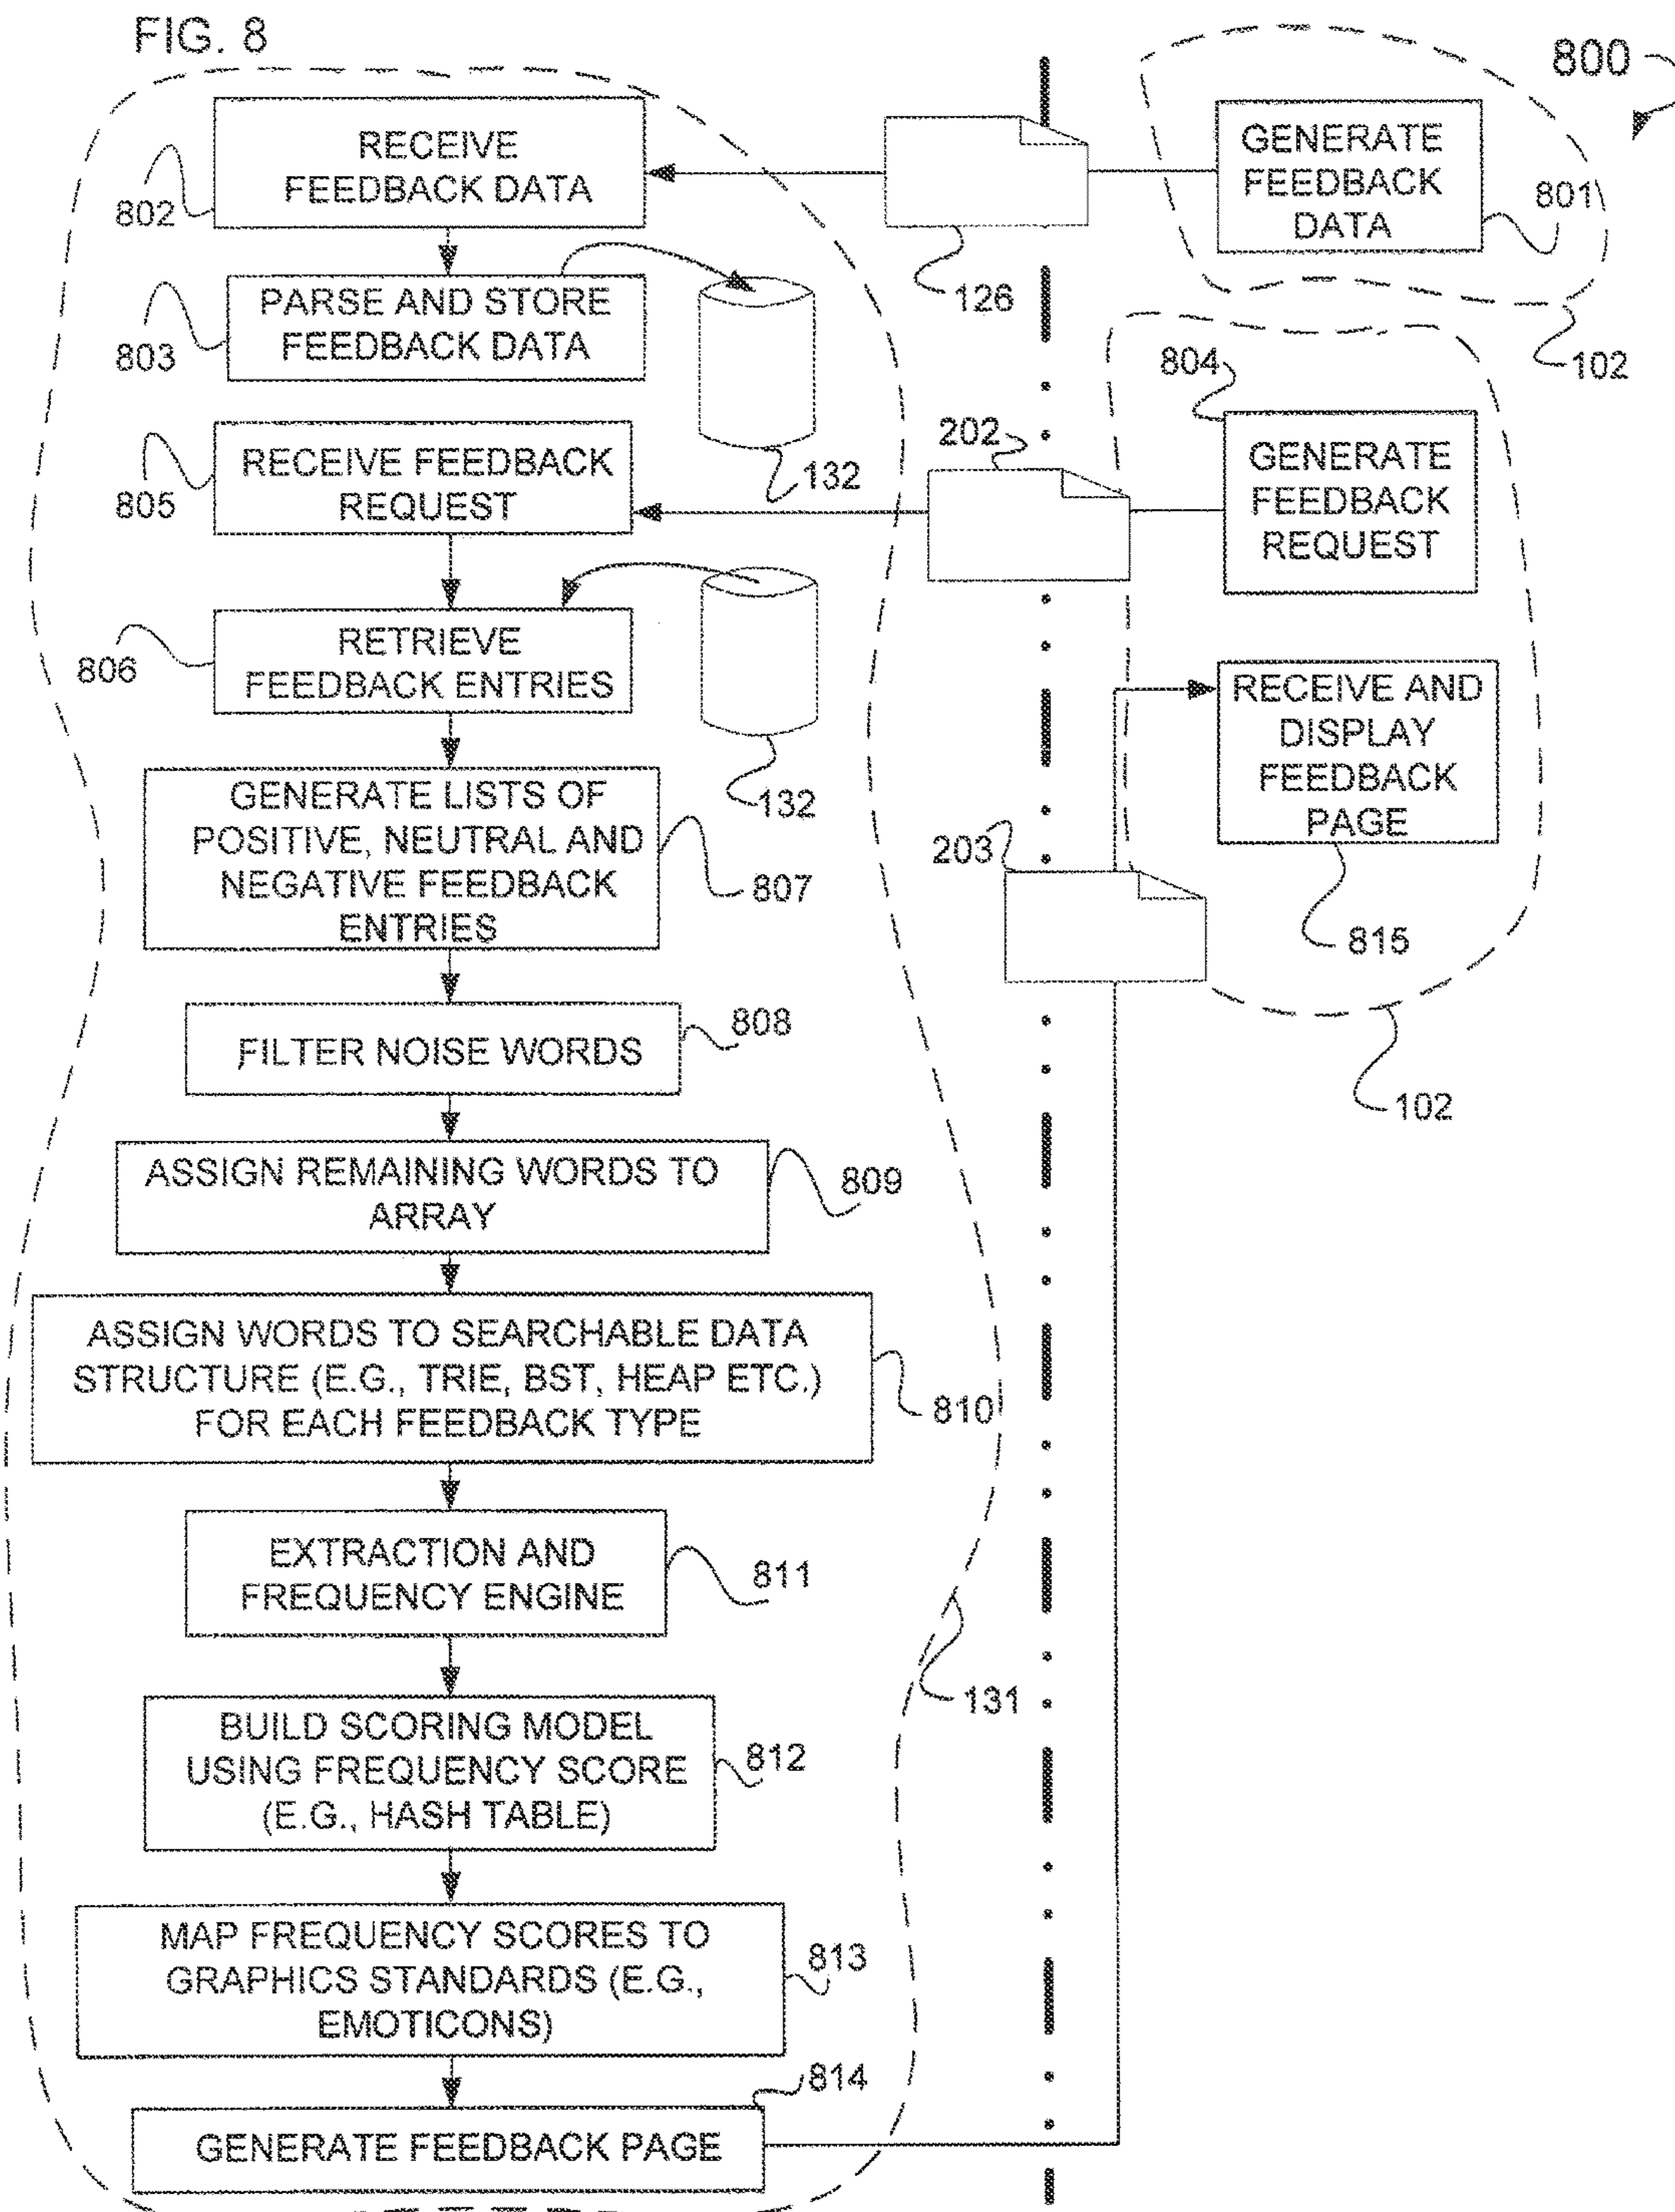 FIG. 8
800
RECEIVE
FEEDBACK DATA
802
126
GENERATE
FEEDBACK
DATA
801
102
PARSE AND STORE
FEEDBACK DATA
803
132
804
GENERATE
FEEDBACK
REQUEST
202
RECEIVE FEEDBACK
REQUEST
805
RETRIEVE
FEEDBACK ENTRIES
806
132
RECEIVE AND
DISPLAY
FEEDBACK
PAGE
815
102
203
GENERATE LISTS OF
POSITIVE, NEUTRAL AND
NEGATIVE FEEDBACK
ENTRIES
807
FILTER NOISE WORDS
808
ASSIGN REMAINING WORDS TO
ARRAY
809
ASSIGN WORDS TO SEARCHABLE DATA
STRUCTURE (E.G., TRIE, BST, HEAP ETC.)
FOR EACH FEEDBACK TYPE
810
EXTRACTION AND
FREQUENCY ENGINE
811
131
BUILD SCORING MODEL
USING FREQUENCY SCORE
(E.G., HASH TABLE)
812
MAP FREQUENCY SCORES TO
GRAPHICS STANDARDS (E.G.,
EMOTICONS)
813
814
GENERATE FEEDBACK PAGE